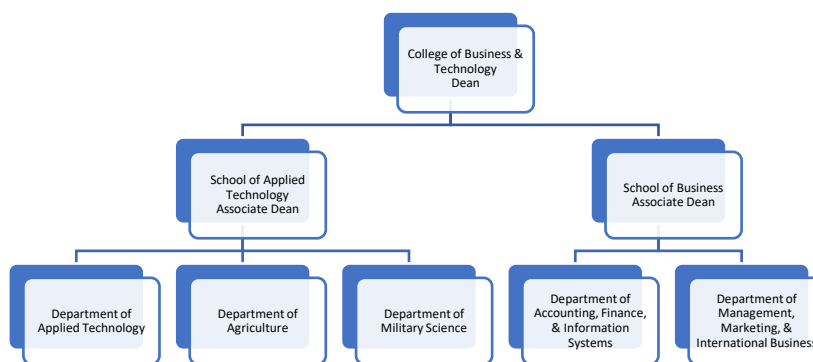 College of Business &
Technology
Dean
School of Applied
Technology
Associate Dean
School of Business
Associate Dean
Department of
Applied Technology
Department of
Agriculture
Department of
Military Science
Department of
Accounting, Finance,
& Information
Systems
Department of
Management,
Marketing, &
International Business